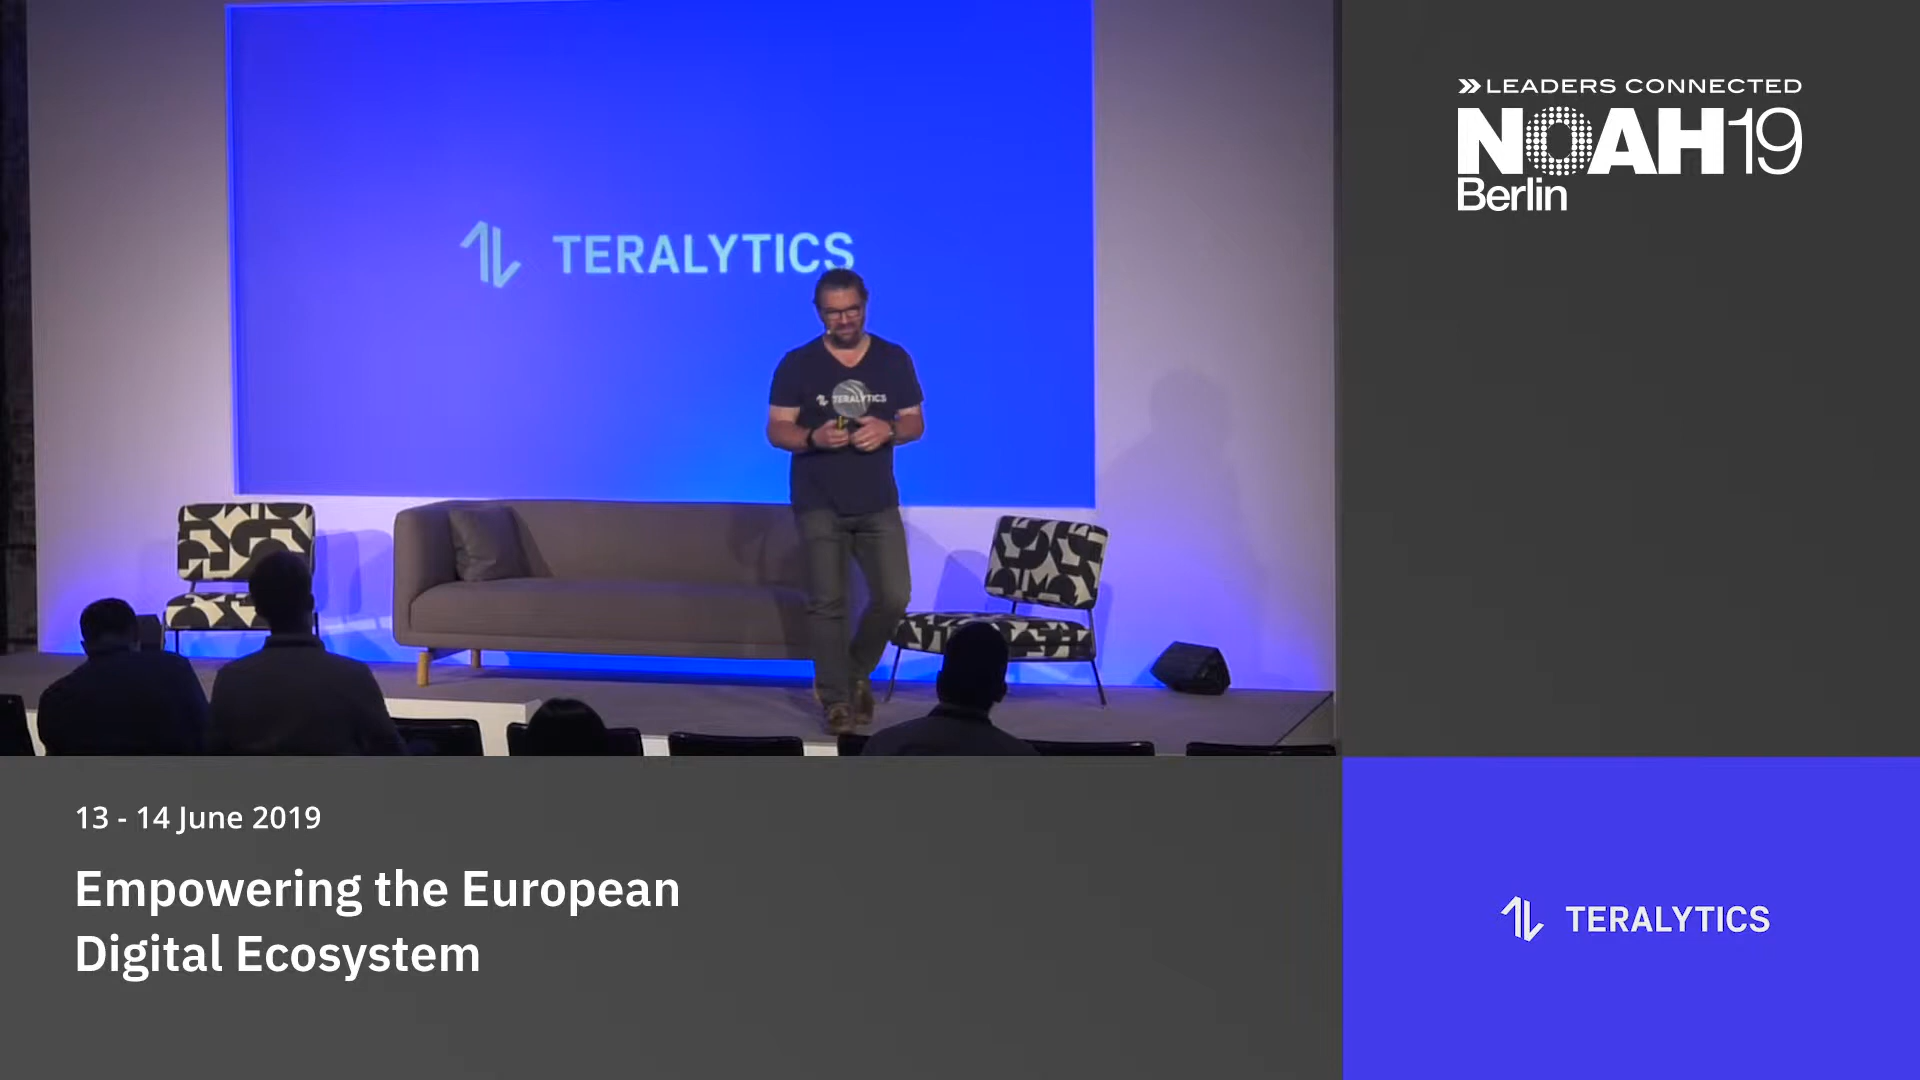 TERALYTICS
TERALYTICS
LEADERS CONNECTED
NOAH19
Berlin
13 - 14 June 2019
Empowering the European
Digital Ecosystem
TERALYTICS